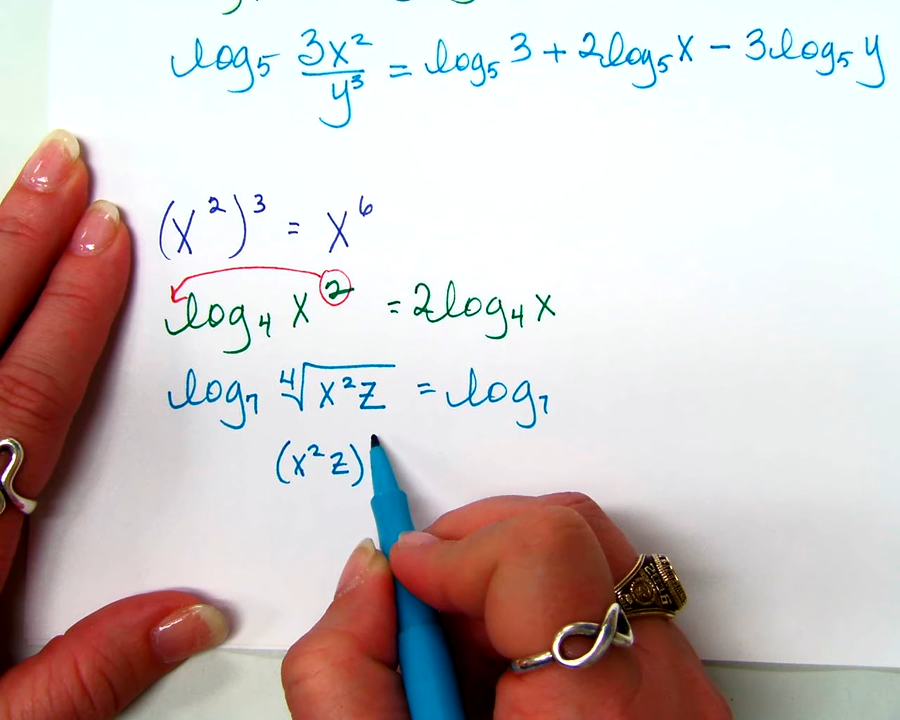 log₅ 3x²/y³ = log₅ 3 + 2log₅ x − 3log₅ y
(x²)³ = x⁶
log₄ x² = 2log₄ x
log₇ ⁴√(x²z) = log₇
(x²z)